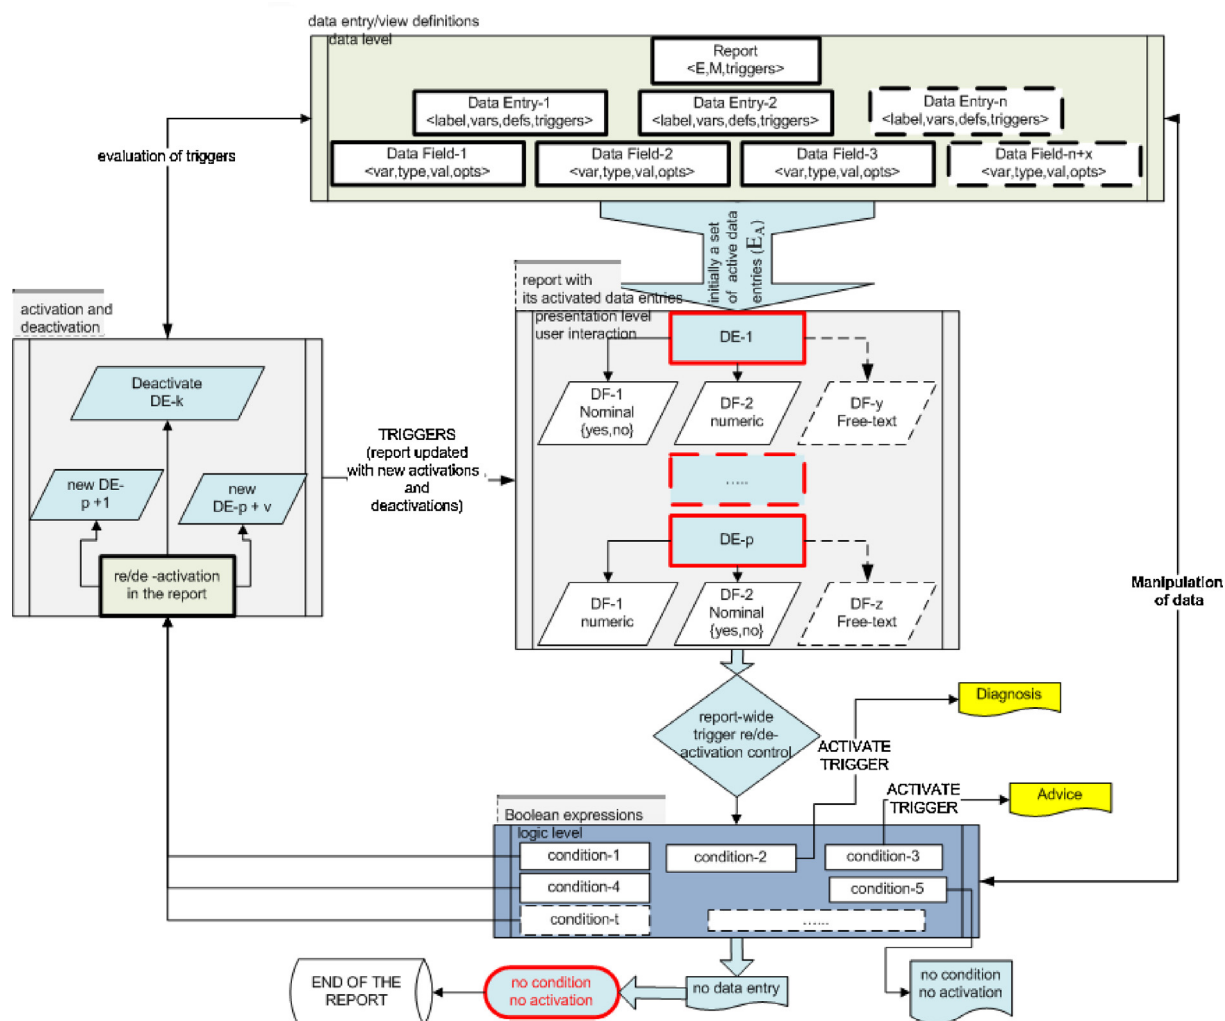 data entry/view definitions
data level
Report
<E,M,triggers>
Data Entry-1
<label,vars,defs,triggers>
Data Entry-2
<label,vars,defs,triggers>
Data Entry-n
<label,vars,defs,triggers>
Data Field-1
<var,type,val,opts>
Data Field-2
<var,type,val,opts>
Data Field-3
<var,type,val,opts>
Data Field-n+x
<var,type,val,opts>
evaluation of triggers
initially a set
of active data
entries (E_A)
report with
its activated data entries
presentation level
user interaction
activation and
deactivation
Deactivate
DE-k
new DE-
p +1
new
DE-p + v
re/de -activation
in the report
TRIGGERS
(report updated
with new activations
and
deactivations)
DE-1
DF-1
Nominal
{yes,no}
DF-2
numeric
DF-y
Free-text
.....
DE-p
DF-1
numeric
DF-2
Nominal
{yes,no}
DF-z
Free-text
Manipulation
of data
report-wide
trigger re/de-
activation control
ACTIVATE
TRIGGER
Diagnosis
ACTIVATE
TRIGGER
Advice
Boolean expressions
logic level
condition-1
condition-2
condition-3
condition-4
condition-5
condition-t
......
END OF THE
REPORT
no condition
no activation
no data entry
no condition
no activation